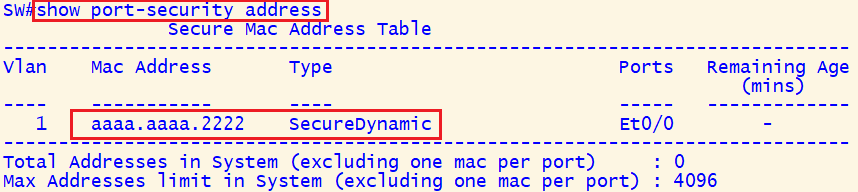 SW#show port-security address
Secure Mac Address Table
-----------------------------------------------------------------------------
Vlan    Mac Address       Type                          Ports   Remaining Age
                                                                   (mins)
----    -----------       ----                          -----   -------------
   1    aaaa.aaaa.2222    SecureDynamic                 Et0/0        -
-----------------------------------------------------------------------------
Total Addresses in System (excluding one mac per port)     : 0
Max Addresses limit in System (excluding one mac per port) : 4096